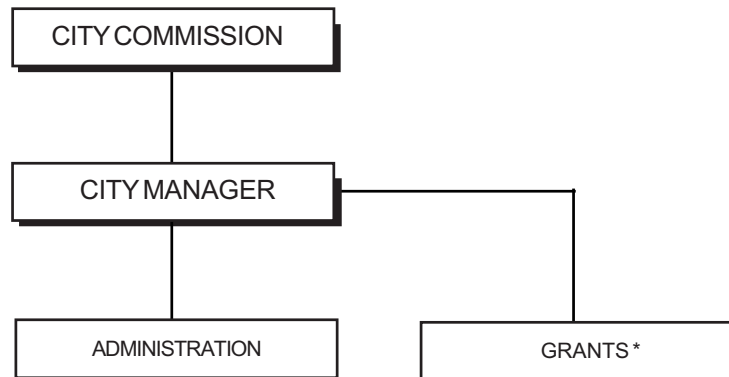 CITY COMMISSION
CITY MANAGER
ADMINISTRATION
GRANTS *